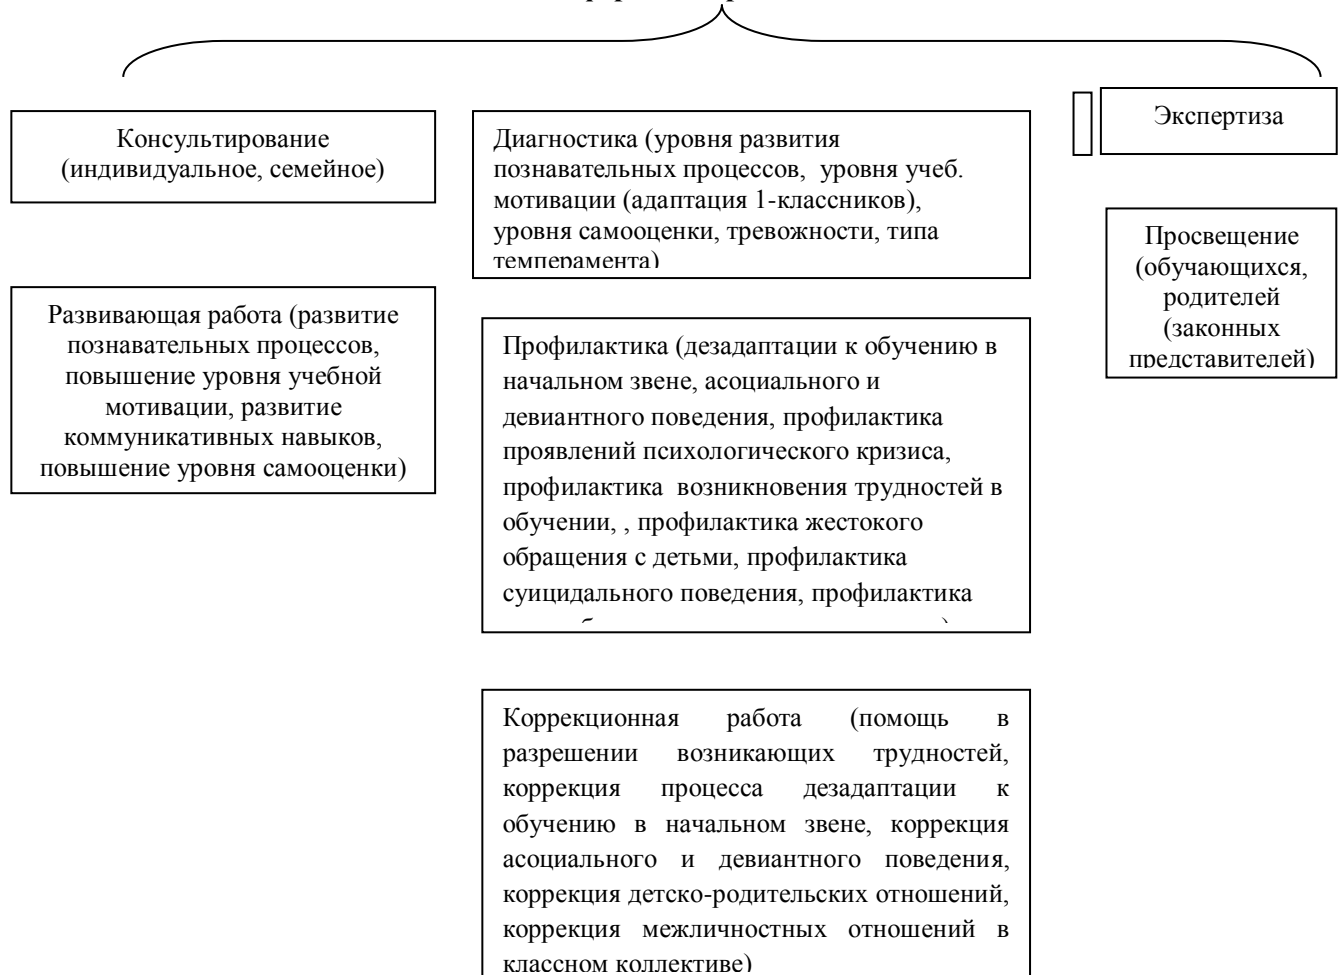 Консультирование
(индивидуальное, семейное)
Развивающая работа (развитие
познавательных процессов,
повышение уровня учебной
мотивации, развитие
коммуникативных навыков,
повышение уровня самооценки)
Диагностика (уровня развития
познавательных процессов, уровня учеб.
мотивации (адаптация 1-классников),
уровня самооценки, тревожности, типа
темперамента)
Профилактика (дезадаптации к обучению в
начальном звене, асоциального и
девиантного поведения, профилактика
проявлений психологического кризиса,
профилактика возникновения трудностей в
обучении, , профилактика жестокого
обращения с детьми, профилактика
суицидального поведения, профилактика
Коррекционная работа (помощь в
разрешении возникающих трудностей,
коррекция процесса дезадаптации к
обучению в начальном звене, коррекция
асоциального и девиантного поведения,
коррекция детско-родительских отношений,
коррекция межличностных отношений в
классном коллективе)
Экспертиза
Просвещение
(обучающихся,
родителей
(законных
представителей)